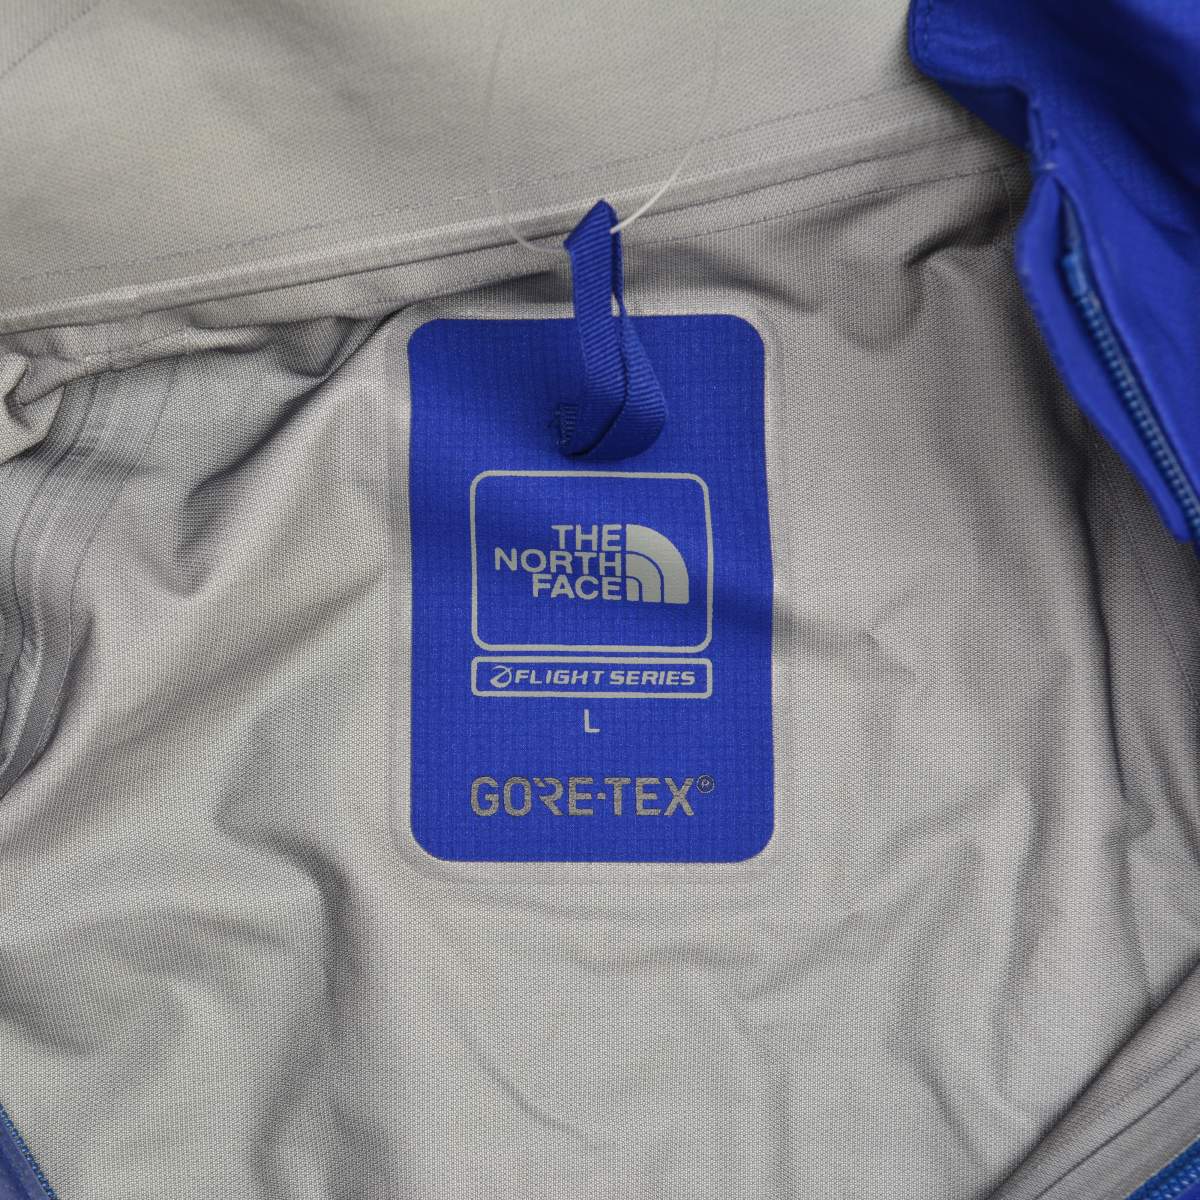 THE
NORTH
FACE
FLIGHT SERIES
L
GORE-TEX®